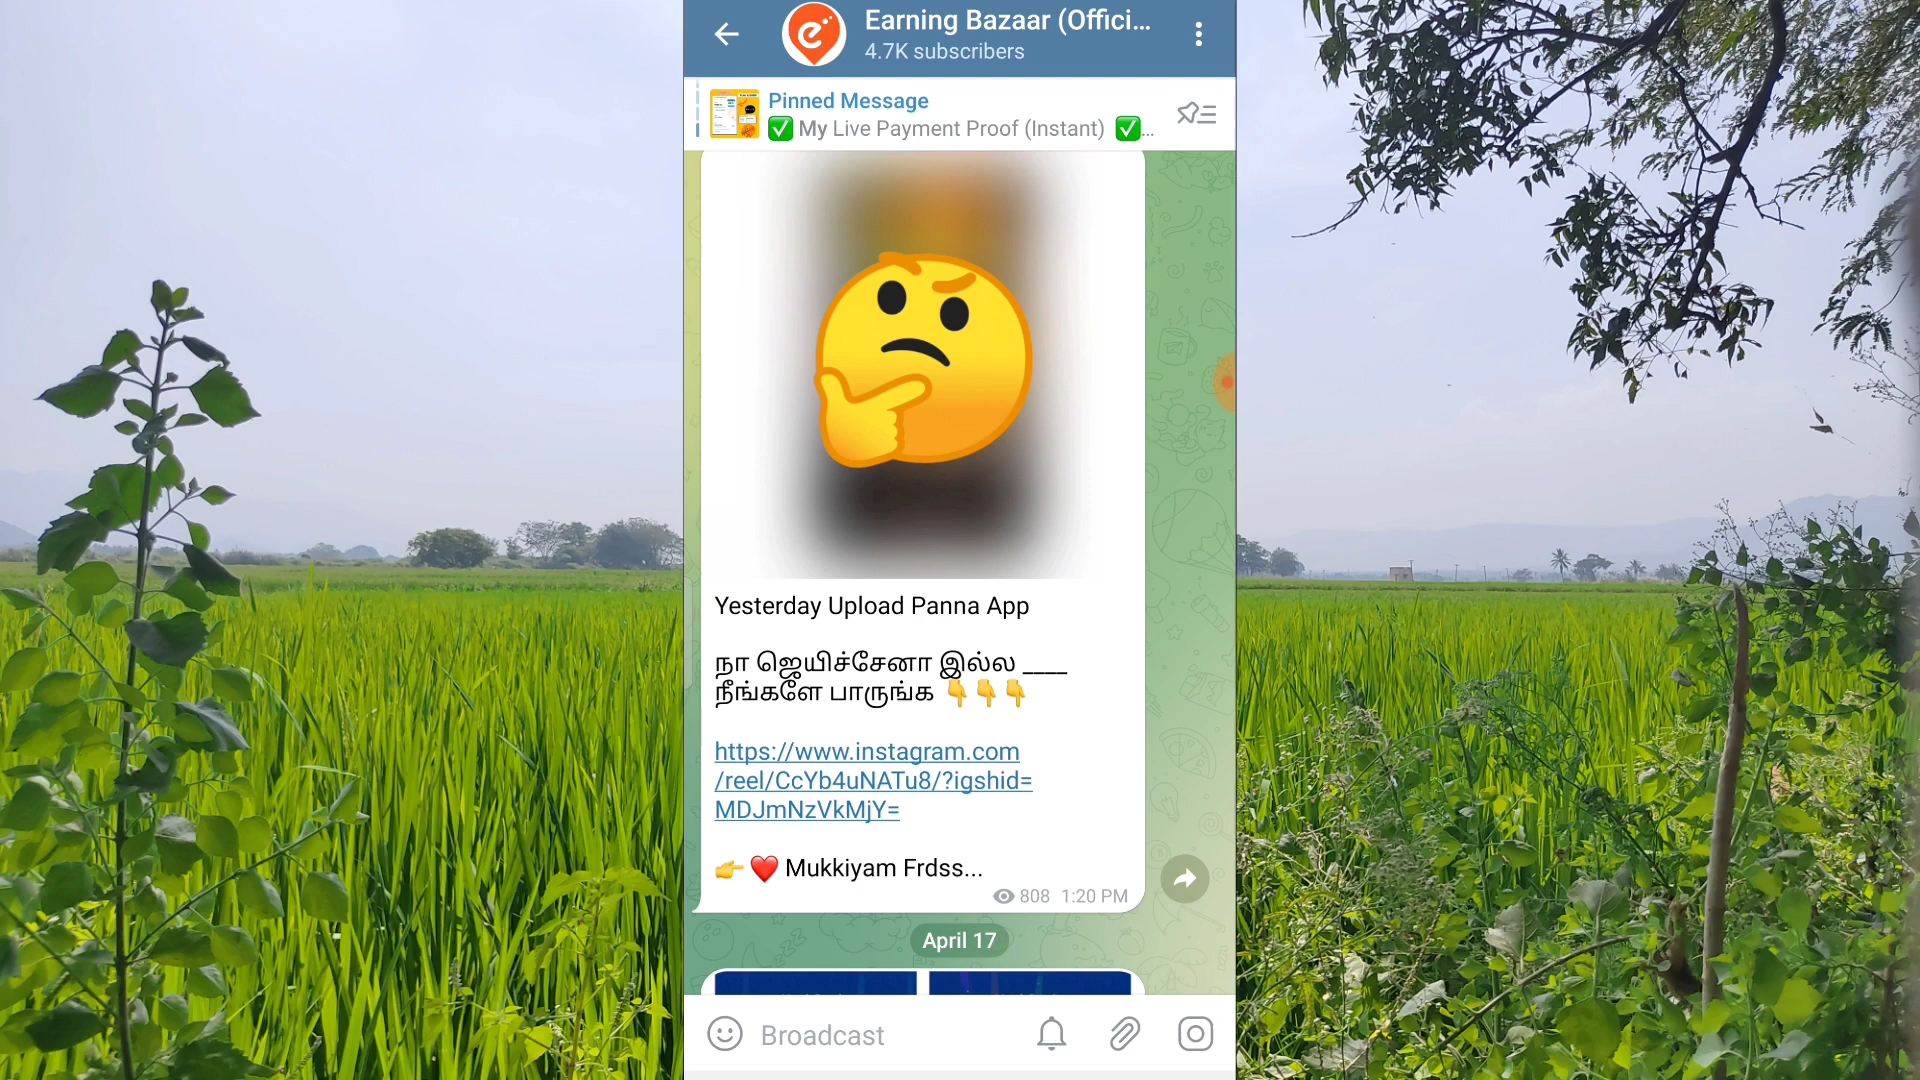 Earning Bazaar (Offici...
4.7K subscribers
Pinned Message
✅ My Live Payment Proof (Instant) ✅...
Yesterday Upload Panna App
நா ஜெயிச்சேனா இல்ல ____
நீங்களே பாருங்க 👇👇👇
https://www.instagram.com
/reel/CcYb4uNATu8/?igshid=
MDJmNzVkMjY=
👉 ❤️ Mukkiyam Frdss...
808 1:20 PM
April 17
Broadcast